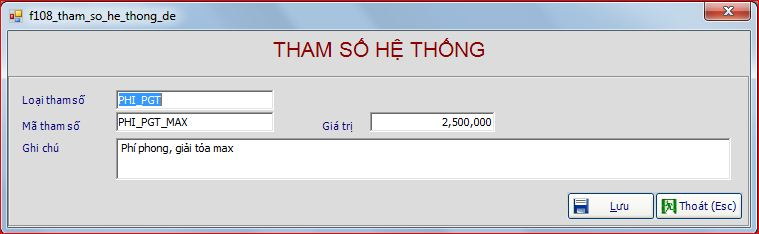 f108_tham_so_he_thong_de
THAM SỐ HỆ THỐNG
Loại tham số PHI_PGT
Mã tham số PHI_PGT_MAX Giá trị 2,500,000
Ghi chú Phí phong, giải tỏa max
Lưu Thoát (Esc)